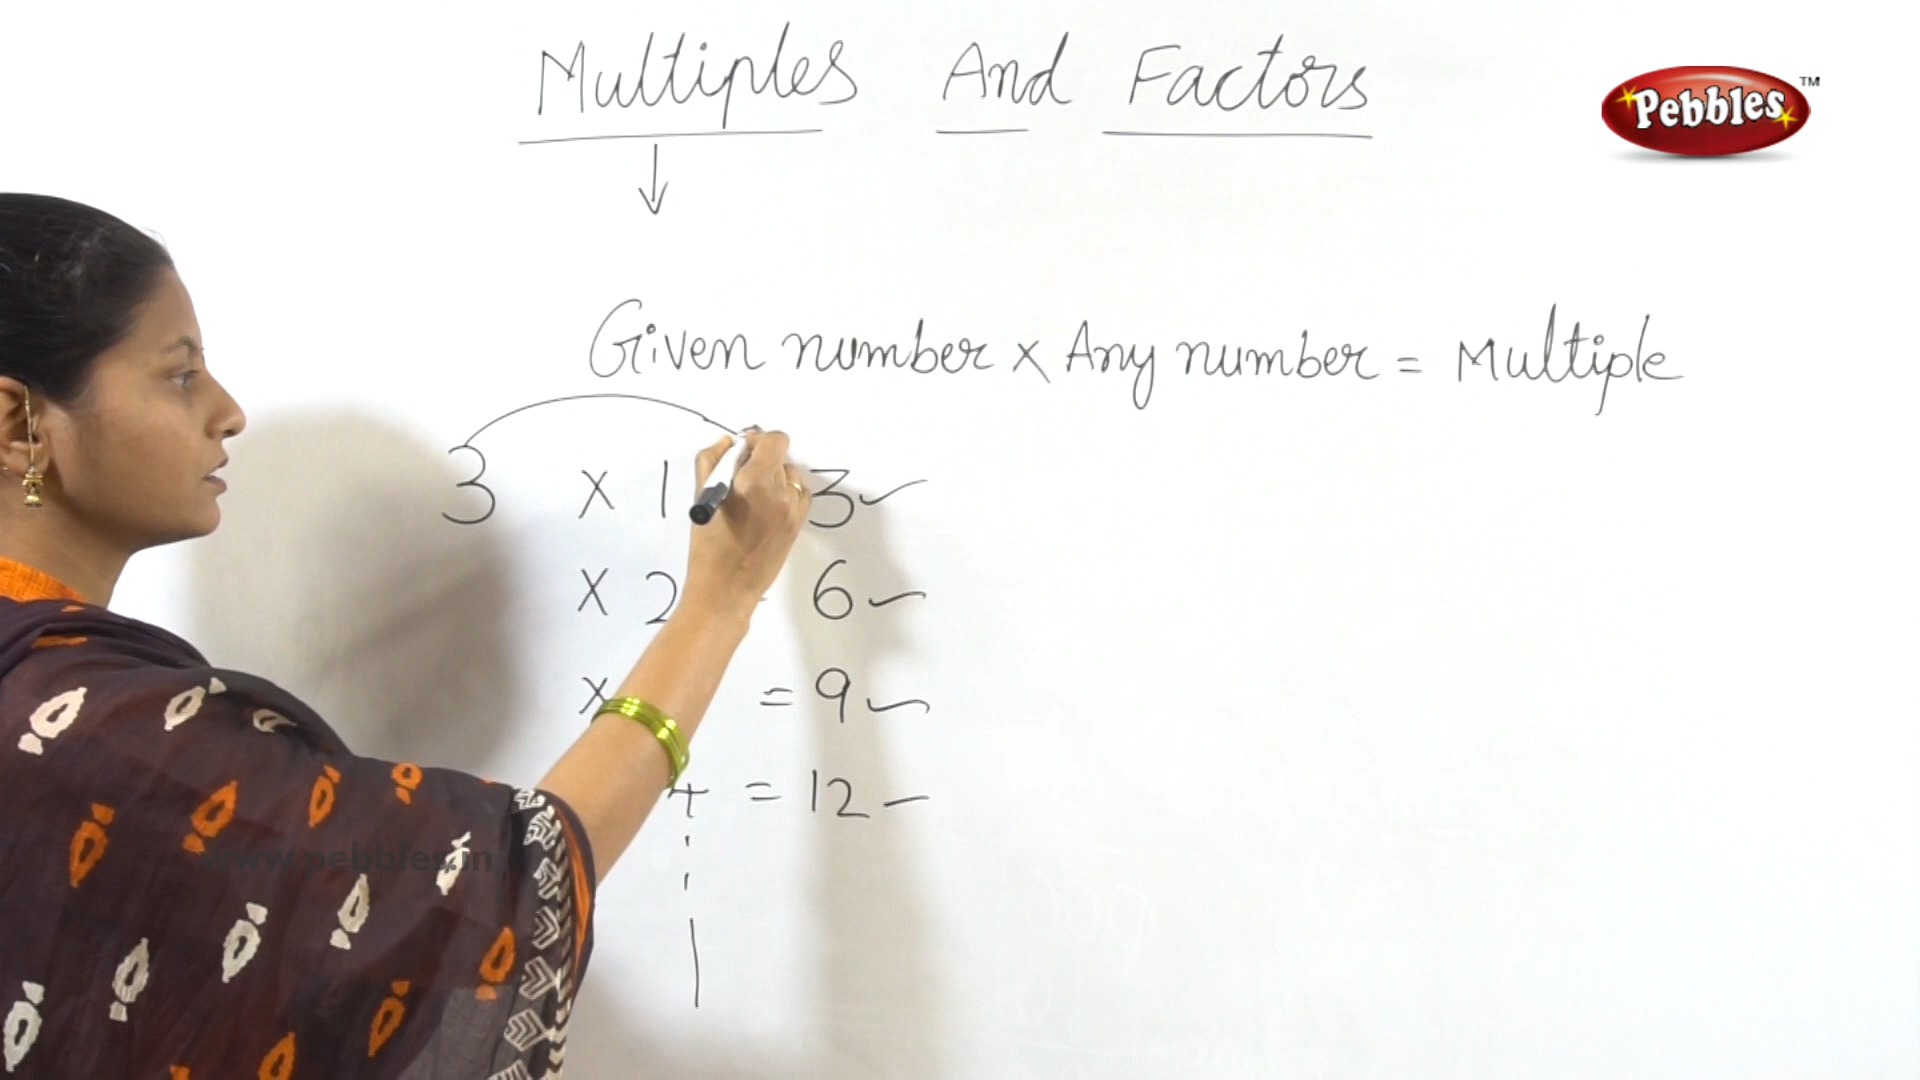 Multiples And Factors
Pebbles TM
Given number x Any number = Multiple
3 x 1 3
x 2 - 6
x = 9
4 = 12
www.pebbles.in